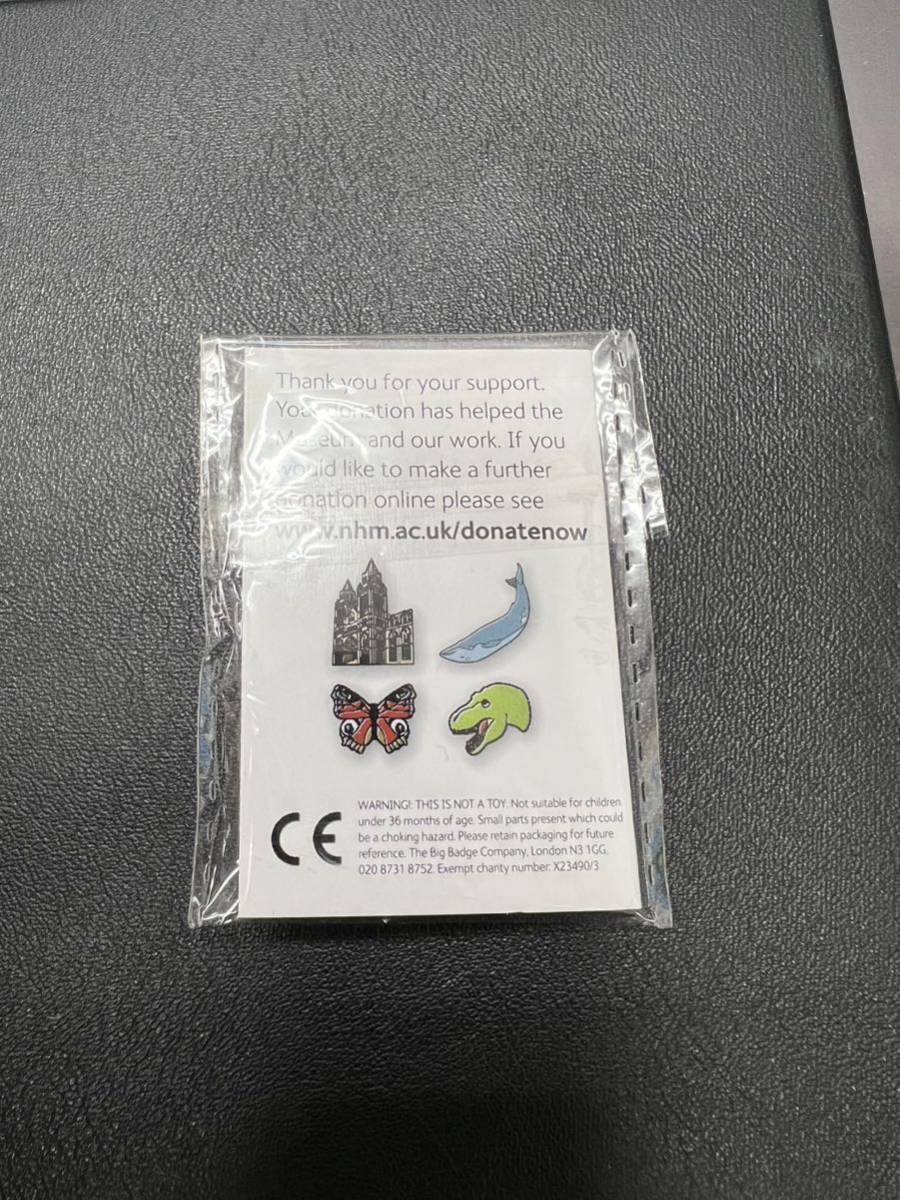 Thank you for your support.
Your donation has helped the
Museum and our work. If you
would like to make a further
donation online please see
www.nhm.ac.uk/donatenow
CE
WARNING!: THIS IS NOT A TOY. Not suitable for children
under 36 months of age. Small parts present which could
be a choking hazard. Please retain packaging for future
reference. The Big Badge Company, London N3 1GG.
020 8731 8752. Exempt charity number: X23490/3